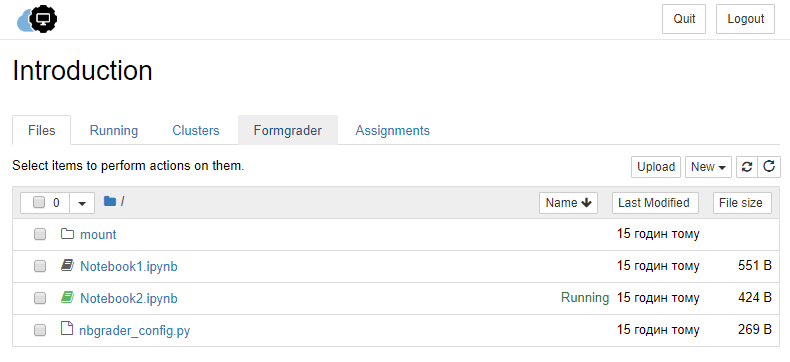 Quit Logout
Introduction
Files Running Clusters Formgrader Assignments
Select items to perform actions on them. Upload New
0 / Name Last Modified File size
mount 15 годин тому
Notebook1.ipynb 15 годин тому 551 B
Notebook2.ipynb Running 15 годин тому 424 B
nbgrader_config.py 15 годин тому 269 B